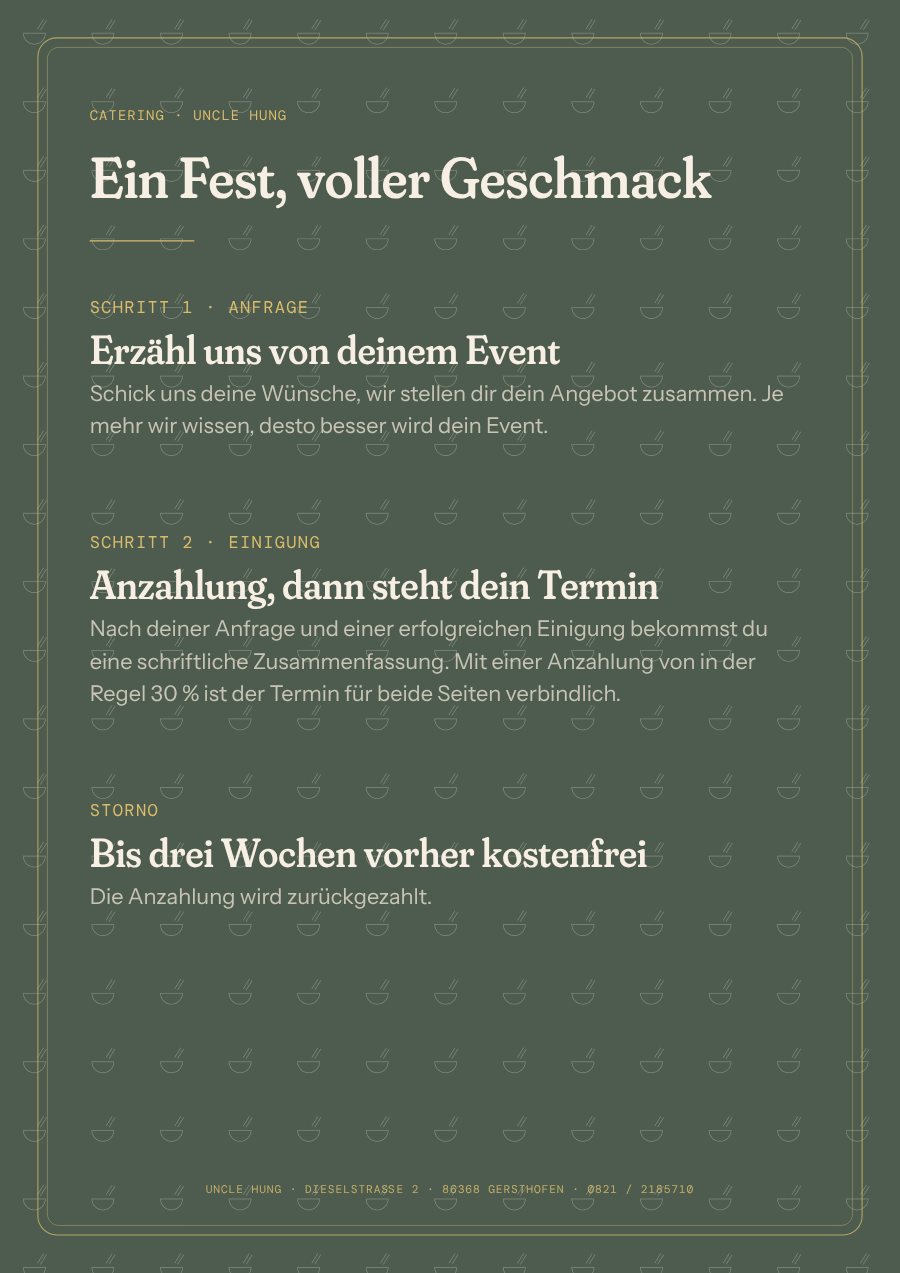 CATERING · UNCLE HUNG
Ein Fest, voller Geschmack
SCHRITT 1 · ANFRAGE
Erzähl uns von deinem Event
Schick uns deine Wünsche, wir stellen dir dein Angebot zusammen. Je
mehr wir wissen, desto besser wird dein Event.
SCHRITT 2 · EINIGUNG
Anzahlung, dann steht dein Termin
Nach deiner Anfrage und einer erfolgreichen Einigung bekommst du
eine schriftliche Zusammenfassung. Mit einer Anzahlung von in der
Regel 30 % ist der Termin für beide Seiten verbindlich.
STORNO
Bis drei Wochen vorher kostenfrei
Die Anzahlung wird zurückgezahlt.
UNCLE HUNG · DIESELSTRASSE 2 · 86368 GERSTHOFEN · 0821 / 2185710